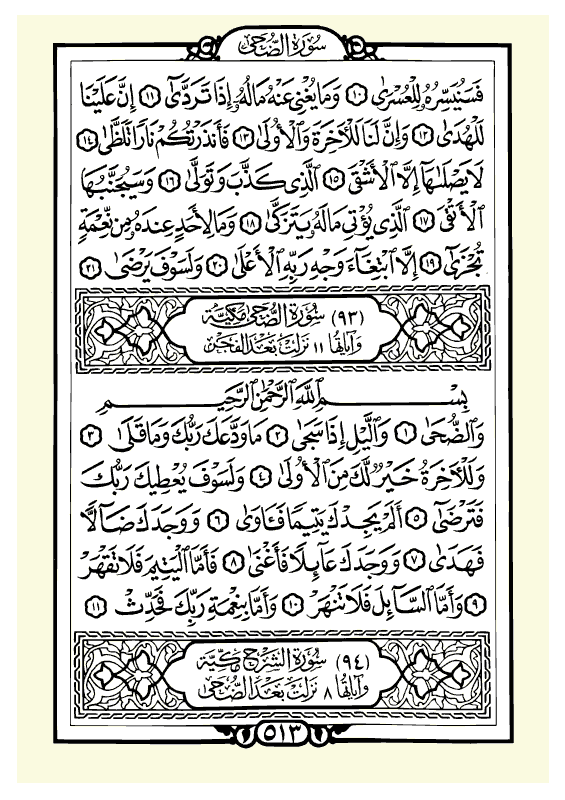 سُورَةُ الضُّحَى
فَسَنُيَسِّرُهُۥ لِلْعُسْرَىٰ ١٠ وَمَا يُغْنِى عَنْهُ مَالُهُۥٓ إِذَا تَرَدَّىٰٓ ١١ إِنَّ عَلَيْنَا
لَلْهُدَىٰ ١٢ وَإِنَّ لَنَا لَلْءَاخِرَةَ وَٱلْأُولَىٰ ١٣ فَأَنذَرْتُكُمْ نَارًا تَلَظَّىٰ ١٤
لَا يَصْلَىٰهَآ إِلَّا ٱلْأَشْقَى ١٥ ٱلَّذِى كَذَّبَ وَتَوَلَّىٰ ١٦ وَسَيُجَنَّبُهَا
ٱلْأَتْقَى ١٧ ٱلَّذِى يُؤْتِى مَالَهُۥ يَتَزَكَّىٰ ١٨ وَمَا لِأَحَدٍ عِندَهُۥ مِن نِّعْمَةٍ
تُجْزَىٰٓ ١٩ إِلَّا ٱبْتِغَآءَ وَجْهِ رَبِّهِ ٱلْأَعْلَىٰ ٢٠ وَلَسَوْفَ يَرْضَىٰ ٢١
(٩٣) سُورَةُ الضُّحَى مَكِيَّة
وَآيَاتُهَا ١١ نَزَلَتْ بَعْدَ الْفَجْرِ
بِسْمِ ٱللَّهِ ٱلرَّحْمَٰنِ ٱلرَّحِيمِ
وَٱلضُّحَىٰ ١ وَٱلَّيْلِ إِذَا سَجَىٰ ٢ مَا وَدَّعَكَ رَبُّكَ وَمَا قَلَىٰ ٣
وَلَلْءَاخِرَةُ خَيْرٌ لَّكَ مِنَ ٱلْأُولَىٰ ٤ وَلَسَوْفَ يُعْطِيكَ رَبُّكَ
فَتَرْضَىٰٓ ٥ أَلَمْ يَجِدْكَ يَتِيمًا فَـَٔاوَىٰ ٦ وَوَجَدَكَ ضَآلًّا
فَهَدَىٰ ٧ وَوَجَدَكَ عَآئِلًا فَأَغْنَىٰ ٨ فَأَمَّا ٱلْيَتِيمَ فَلَا تَقْهَرْ
٩ وَأَمَّا ٱلسَّآئِلَ فَلَا تَنْهَرْ ١٠ وَأَمَّا بِنِعْمَةِ رَبِّكَ فَحَدِّثْ ١١
(٩٤) سُورَةُ الشَّرْحِ مَكِيَّة
وَآيَاتُهَا ٨ نَزَلَتْ بَعْدَ الضُّحَى
٥١٣